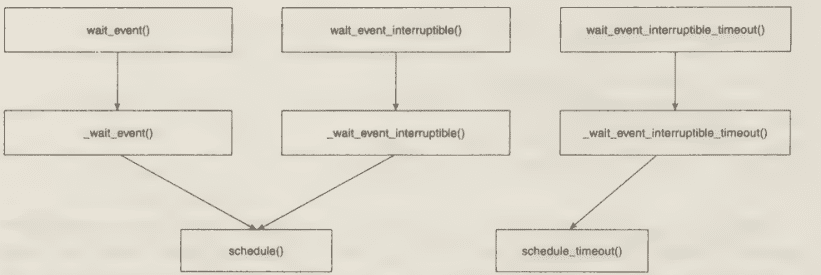 wait_event()
wait_event_interruptible()
wait_event_interruptible_timeout()
_wait_event()
_wait_event_interruptible()
_wait_event_interruptible_timeout()
schedule()
schedule_timeout()